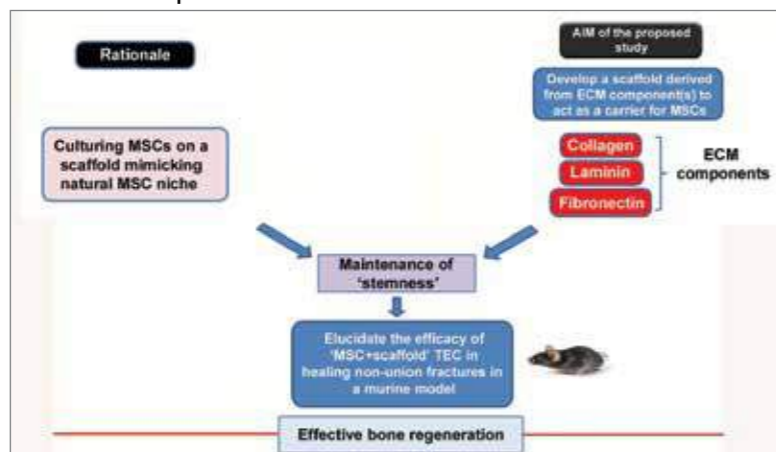 Rationale
Culturing MSCs on a
scaffold mimicking
natural MSC niche
AIM of the proposed
study
Develop a scaffold derived
from ECM component(s) to
act as a carrier for MSCs
Collagen
Laminin
Fibronectin
ECM
components
Maintenance of
'stemness'
Elucidate the efficacy of
'MSC+scaffold' TEC in
healing non-union fractures in
a murine model
Effective bone regeneration